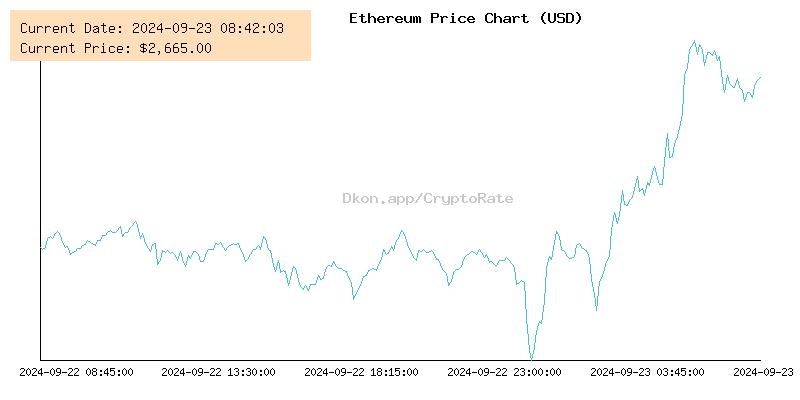 Ethereum Price Chart (USD)
Current Date: 2024-09-23 08:42:03
Current Price: $2,665.00
Dkon.app/CryptoRate
2024-09-22 08:45:00 2024-09-22 13:30:00 2024-09-22 18:15:00 2024-09-22 23:00:00 2024-09-23 03:45:00 2024-09-23